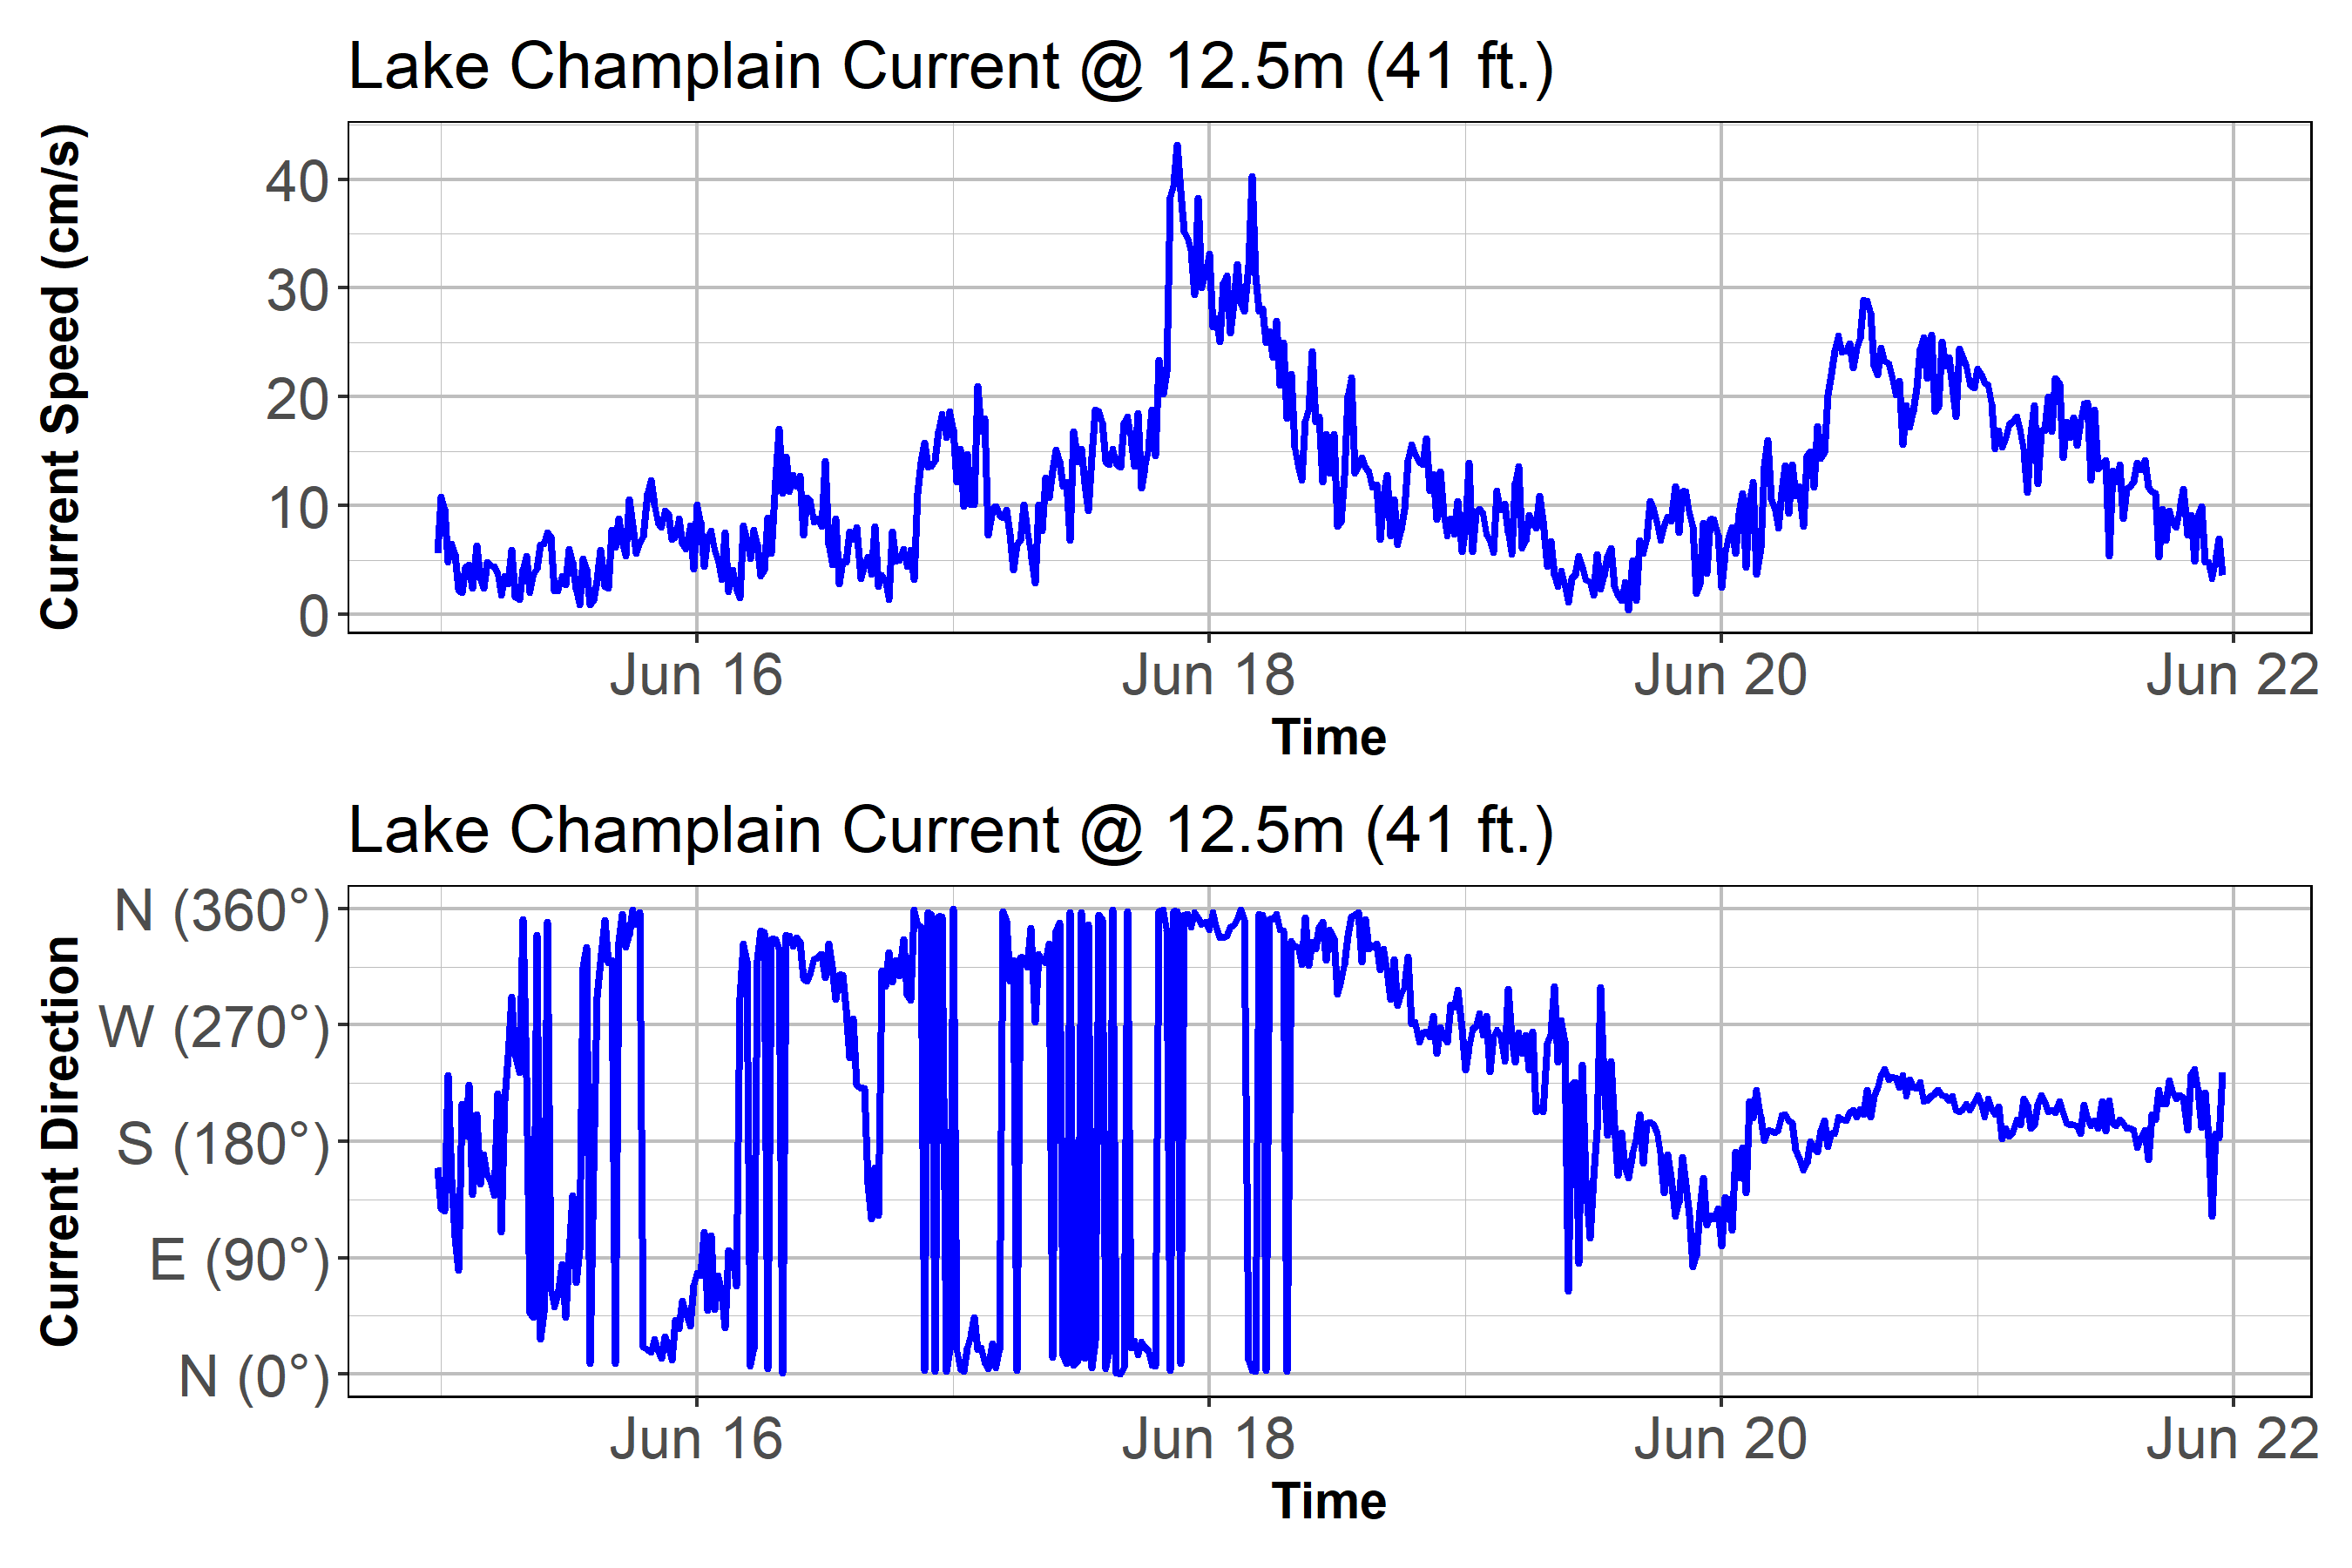 Lake Champlain Current @ 12.5m (41 ft.)
Current Speed (cm/s)
40
30
20
10
0
Jun 16
Jun 18
Jun 20
Jun 22
Time
Lake Champlain Current @ 12.5m (41 ft.)
Current Direction
N (360°)
W (270°)
S (180°)
E (90°)
N (0°)
Jun 16
Jun 18
Jun 20
Jun 22
Time